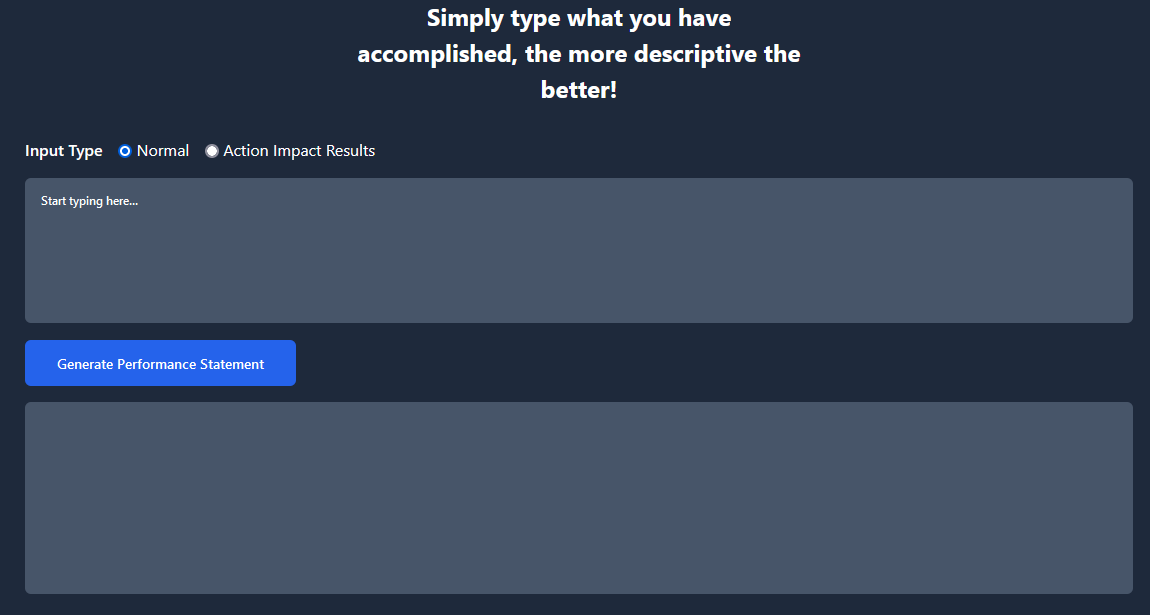 Simply type what you have
accomplished, the more descriptive the
better!
Input Type Normal Action Impact Results
Start typing here...
Generate Performance Statement